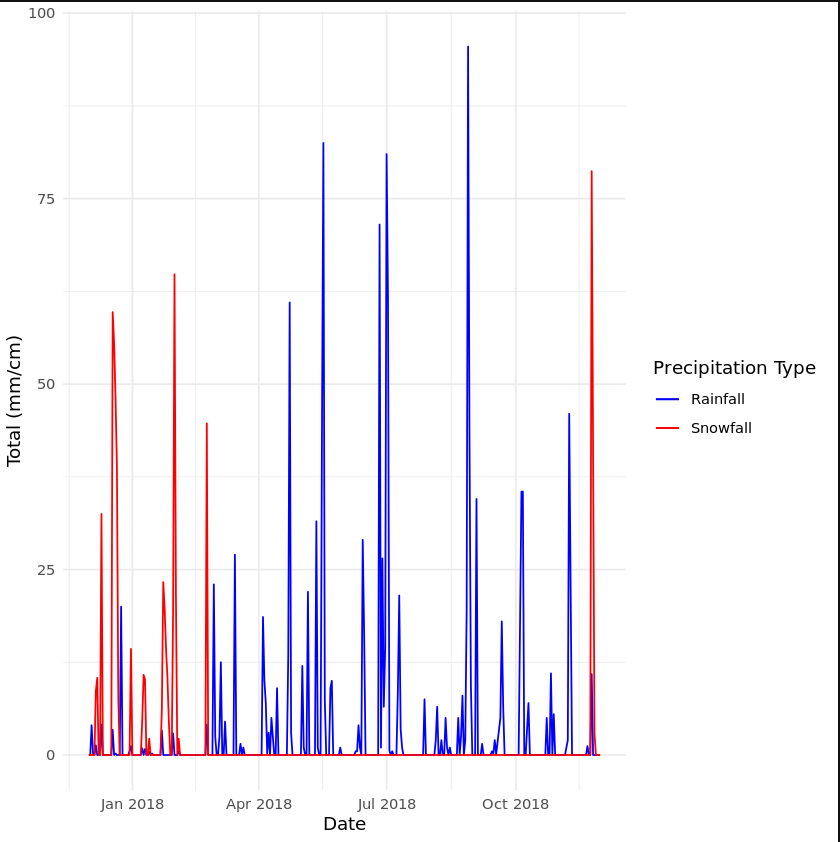 100
75
50
25
0
Total (mm/cm)
Jan 2018
Apr 2018
Jul 2018
Oct 2018
Date
Precipitation Type
Rainfall
Snowfall